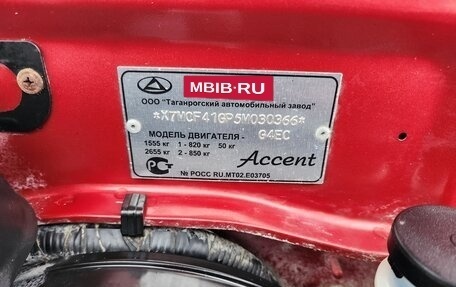 MBIB.RU
ООО "Таганрогский автомобильный завод"
*X7MCF41GP5M030366*
МОДЕЛЬ ДВИГАТЕЛЯ - G4EC
1555 кг 1 - 820 кг 50 кг
2655 кг 2 - 850 кг
Accent
№ РОСС RU.MT02.E03705